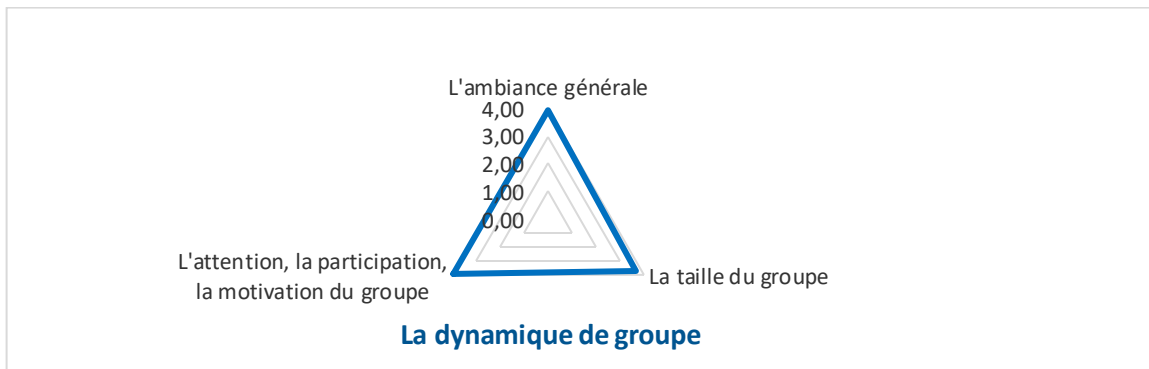 L'ambiance générale
4,00
3,00
2,00
1,00
0,00
L'attention, la participation,
la motivation du groupe
La taille du groupe
La dynamique de groupe